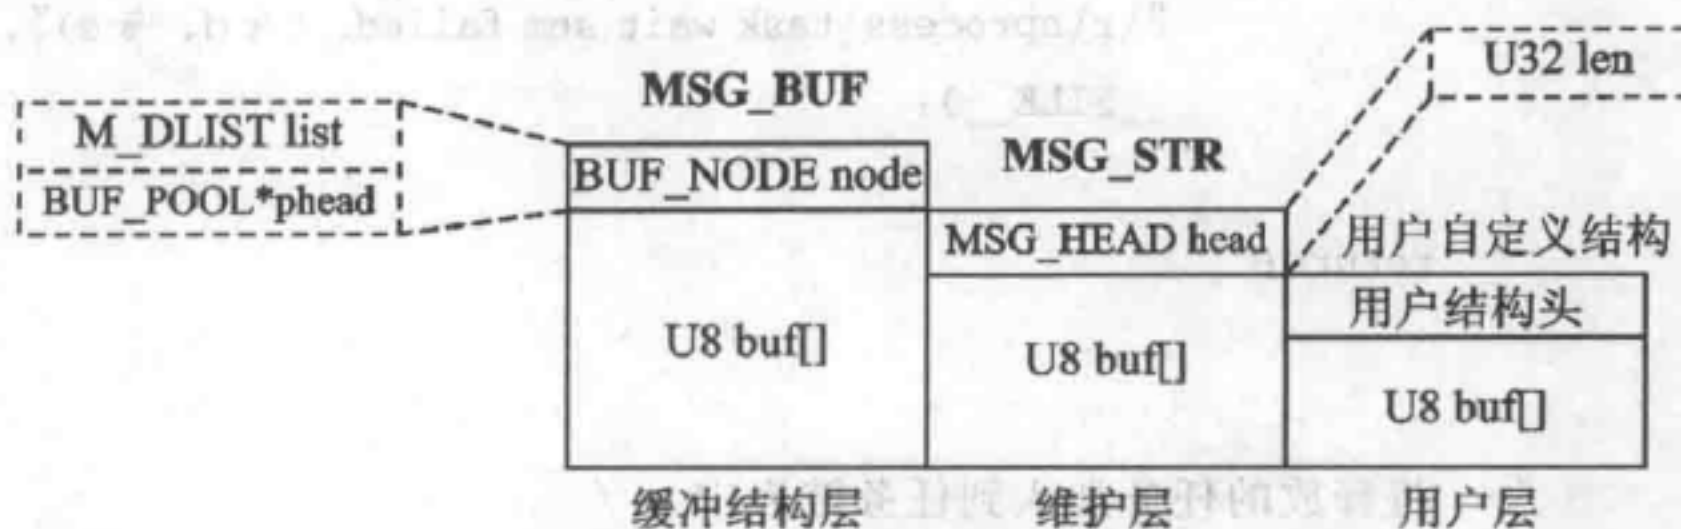 MSG_BUF
M_DLIST list
BUF_POOL*phead
BUF_NODE node
U8 buf[]
缓冲结构层
MSG_STR
MSG_HEAD head
U8 buf[]
维护层
U32 len
用户自定义结构
用户结构头
U8 buf[]
用户层